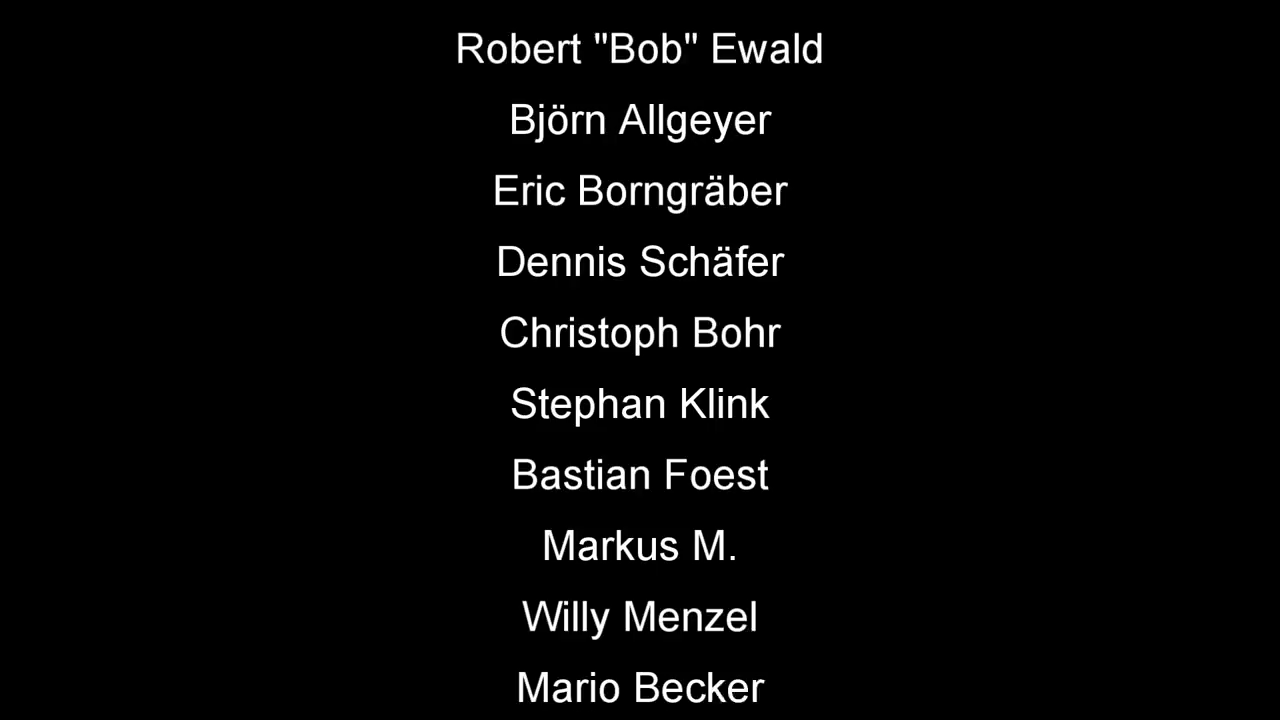 Robert "Bob" Ewald
Björn Allgeyer
Eric Borngräber
Dennis Schäfer
Christoph Bohr
Stephan Klink
Bastian Foest
Markus M.
Willy Menzel
Mario Becker